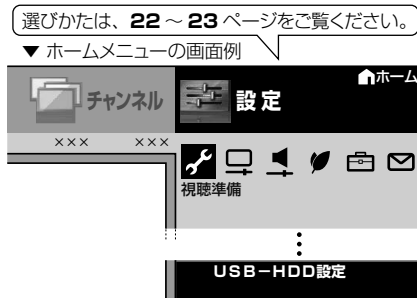 選びかたは、22～23ページをご覧ください。
▼ ホームメニューの画面例
ホーム
チャンネル
設定
××× ×××
視聴準備
USB－HDD設定